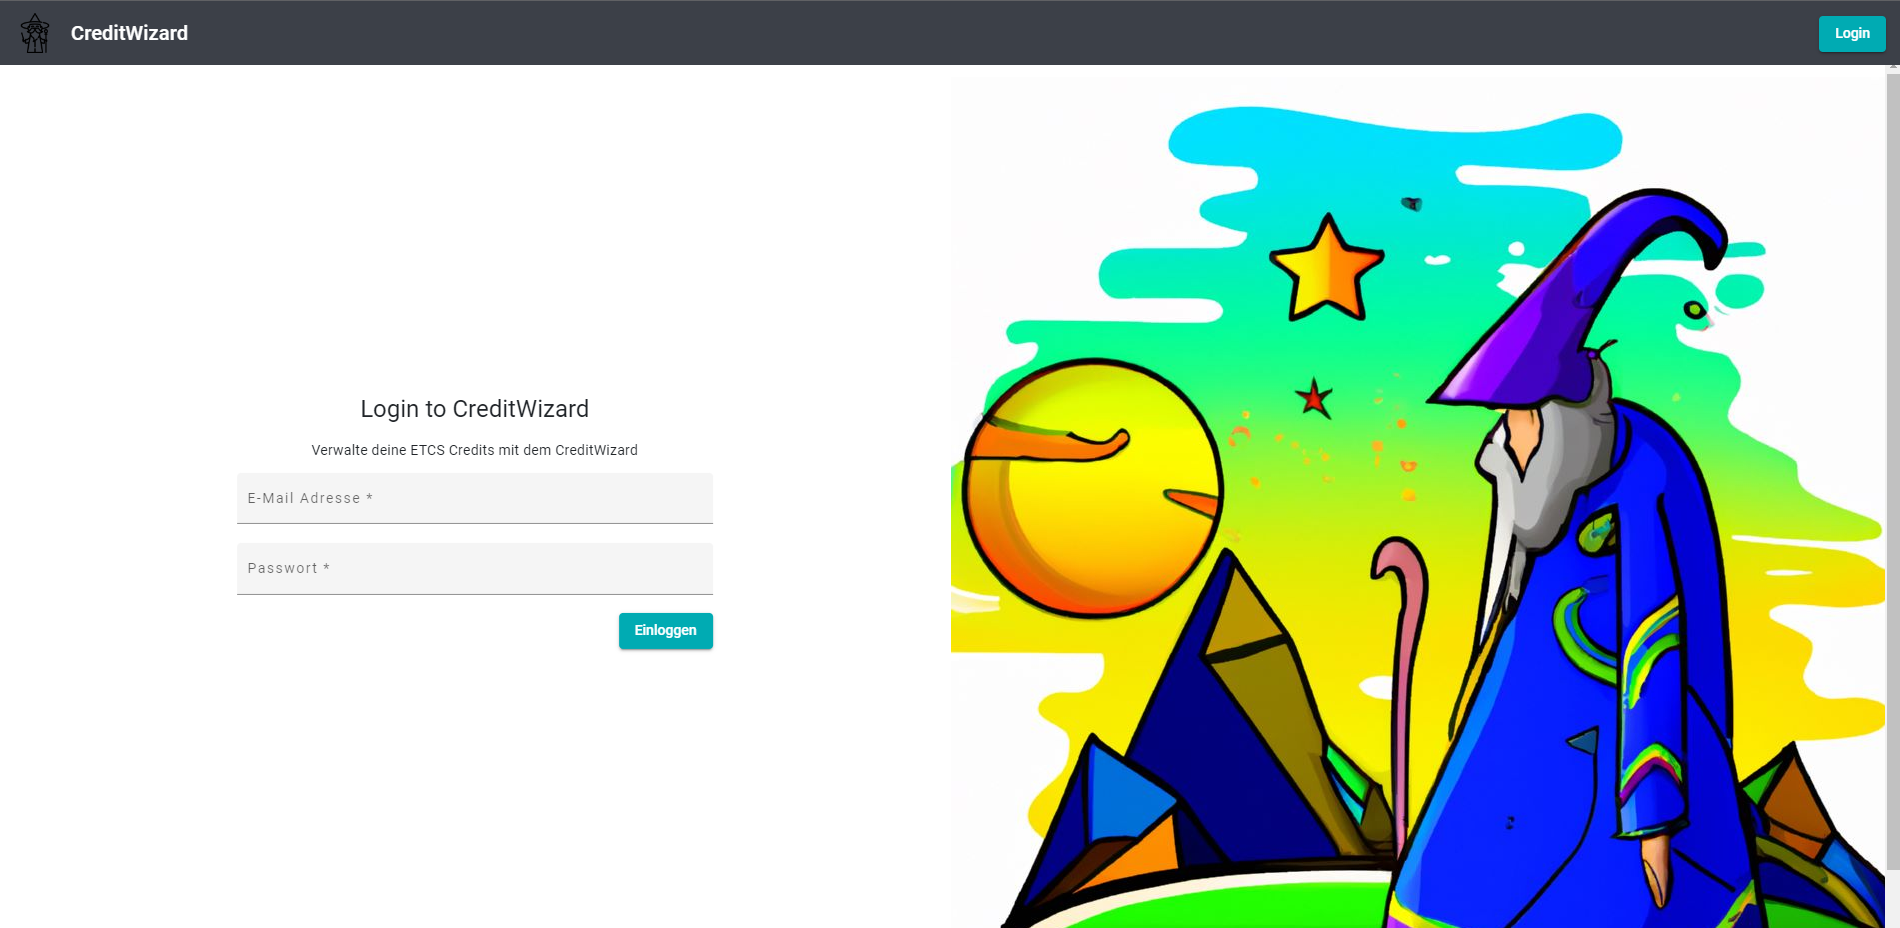 CreditWizard
Login
Login to CreditWizard
Verwalte deine ETCS Credits mit dem CreditWizard
E-Mail Adresse *
Passwort *
Einloggen